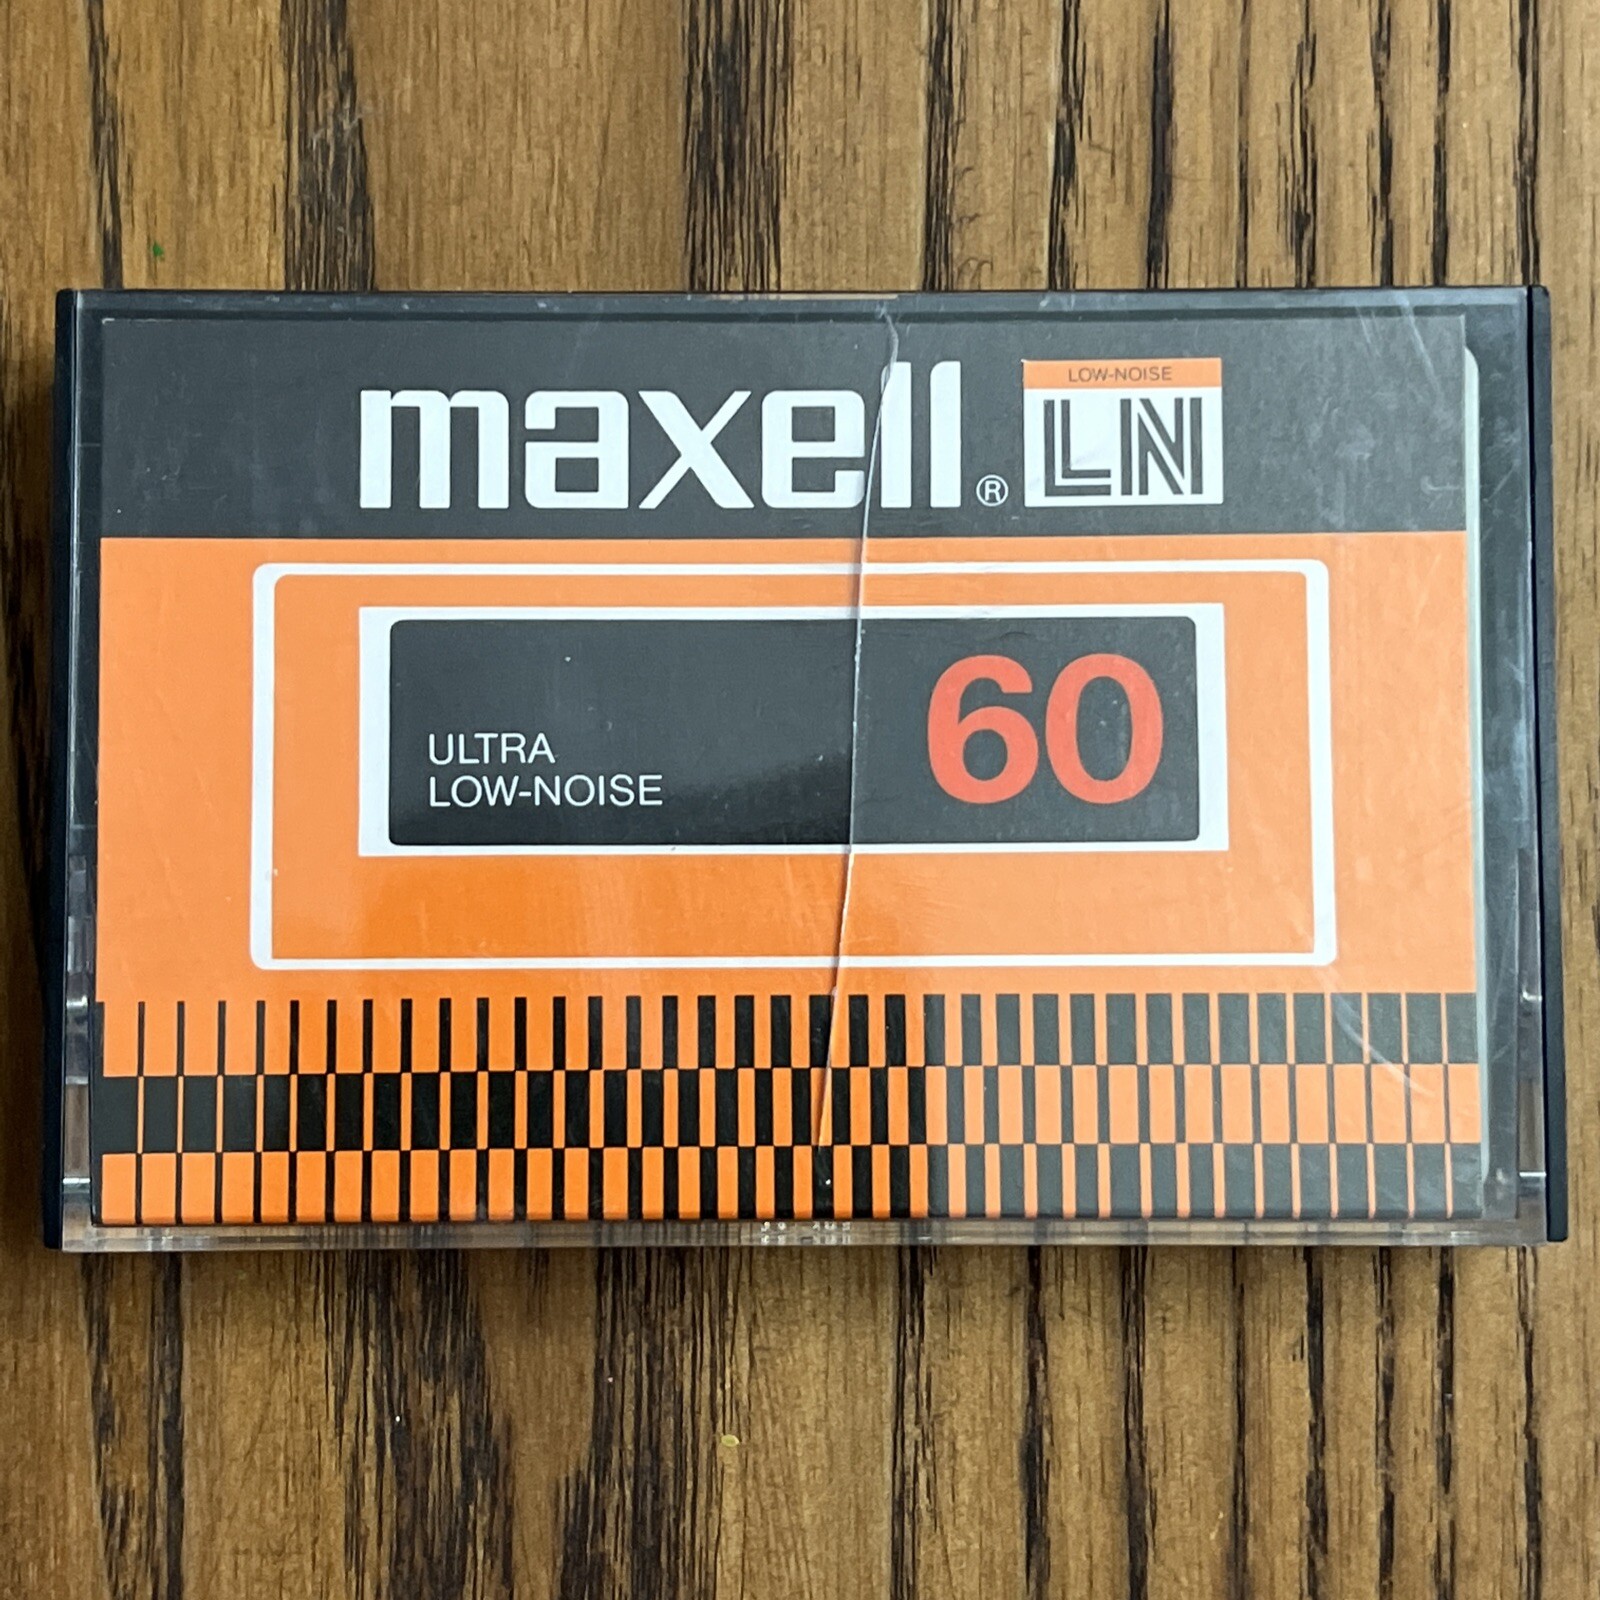 maxell®
LOW-NOISE
LN
ULTRA
LOW-NOISE
60